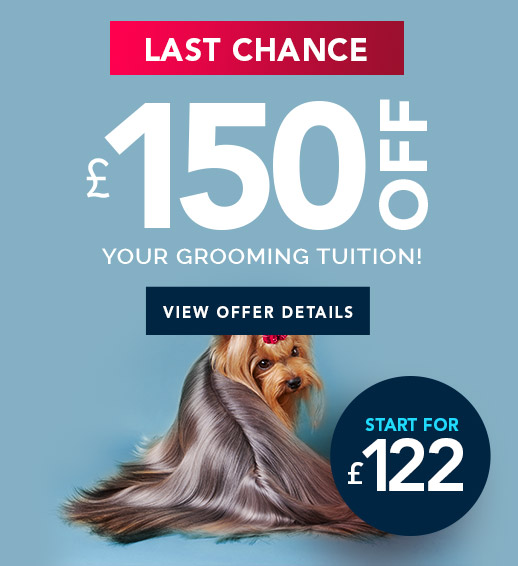 LAST CHANCE
£150 OFF
YOUR GROOMING TUITION!
VIEW OFFER DETAILS
START FOR
£122